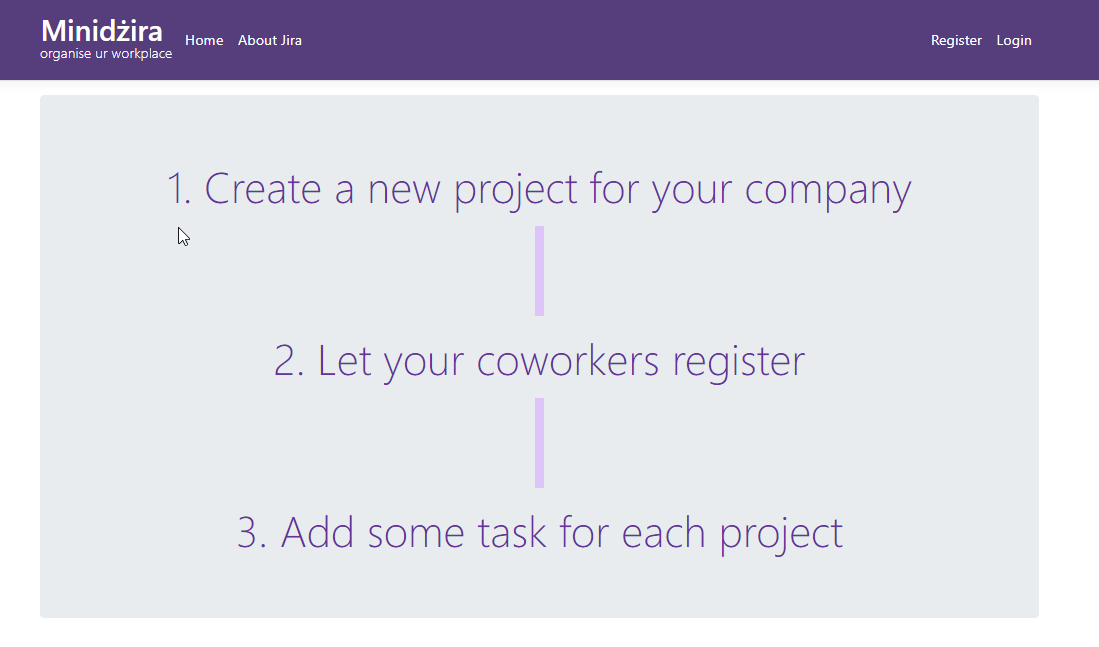 Minidżira
organise ur workplace
Home About Jira
Register Login
1. Create a new project for your company
2. Let your coworkers register
3. Add some task for each project